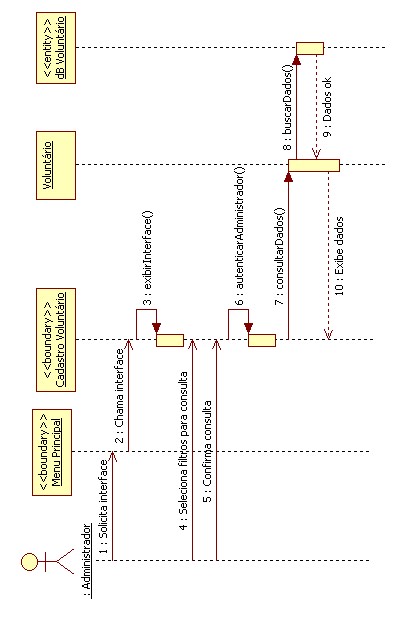 : Administrador
<<boundary>>
Menu Principal
<<boundary>>
Cadastro Voluntário
Voluntário
<<entity>>
dB Voluntário
1 : Solicita interface
2 : Chama interface
3 : exibirInterface()
4 : Seleciona filtros para consulta
5 : Confirma consulta
6 : autenticarAdministrador()
7 : consultarDados()
8 : buscarDados()
9 : Dados ok
10 : Exibe dados